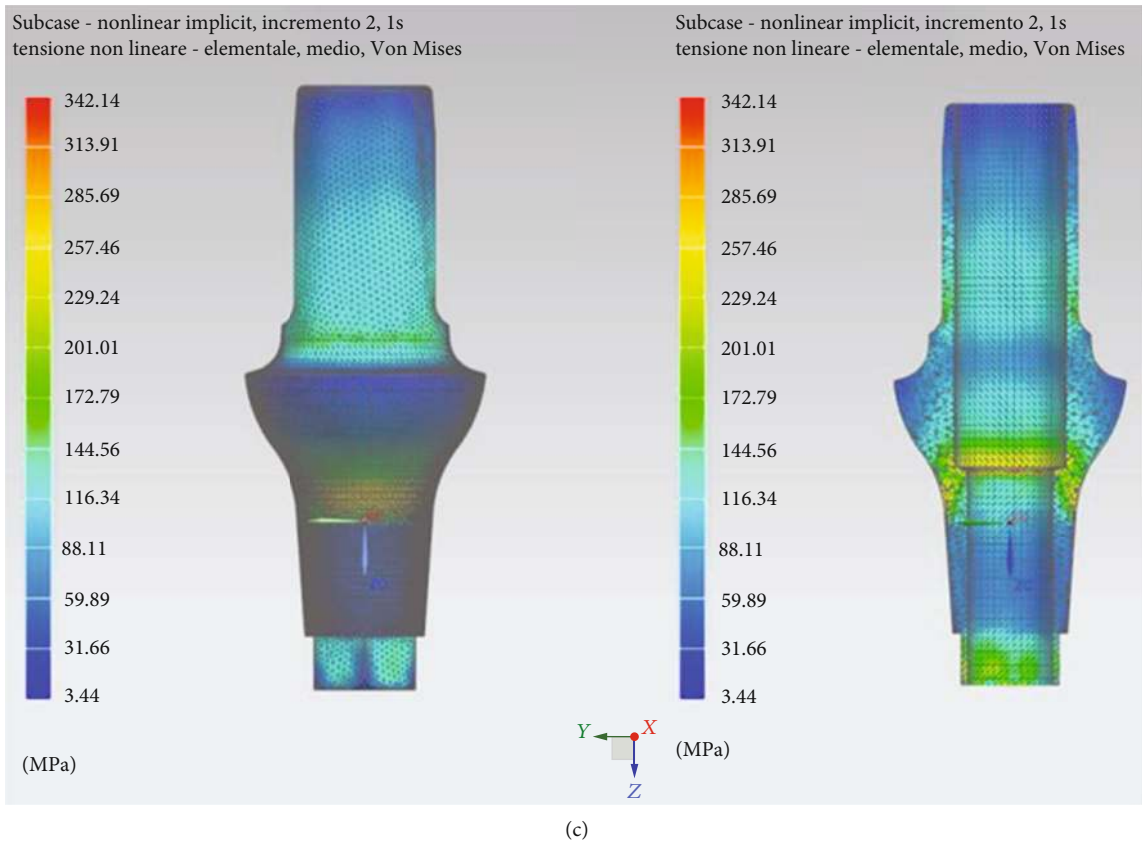 Subcase - nonlinear implicit, incremento 2, 1s
tensione non lineare - elementale, medio, Von Mises
342.14
313.91
285.69
257.46
229.24
201.01
172.79
144.56
116.34
88.11
59.89
31.66
3.44
(MPa)
Subcase - nonlinear implicit, incremento 2, 1s
tensione non lineare - elementale, medio, Von Mises
342.14
313.91
285.69
257.46
229.24
201.01
172.79
144.56
116.34
88.11
59.89
31.66
3.44
(MPa)
Y X
Z
(c)